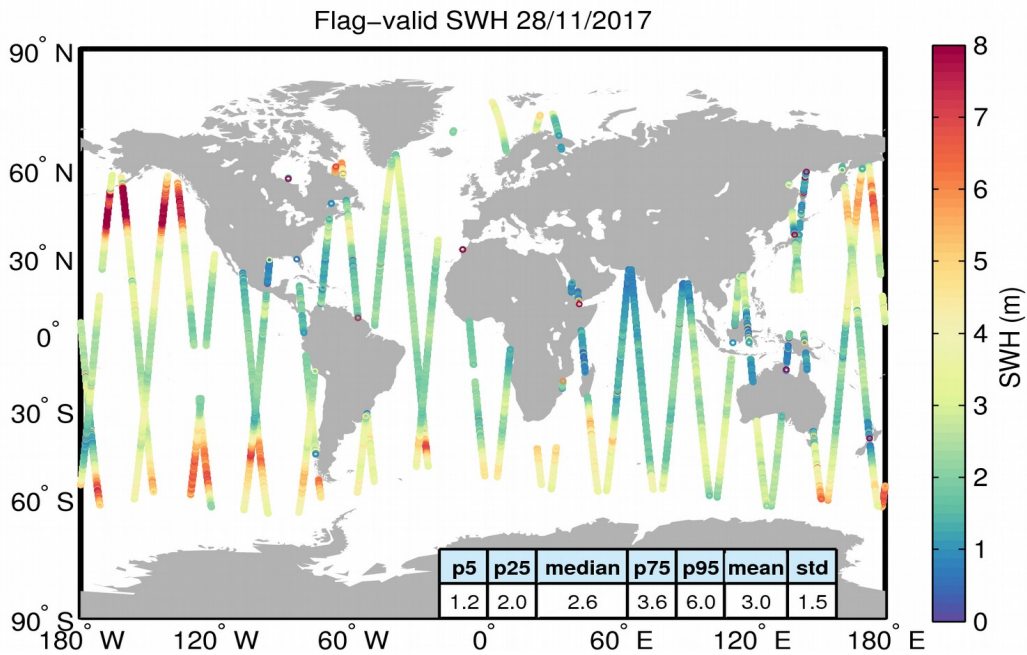 Flag−valid SWH 28/11/2017
90° N
60° N
30° N
0°
30° S
60° S
90° S
180° W
120° W
60° W
0°
60° E
120° E
180° E
p5 p25 median p75 p95 mean std
1.2 2.0 2.6 3.6 6.0 3.0 1.5
8
7
6
5
4
3
2
1
0
SWH (m)